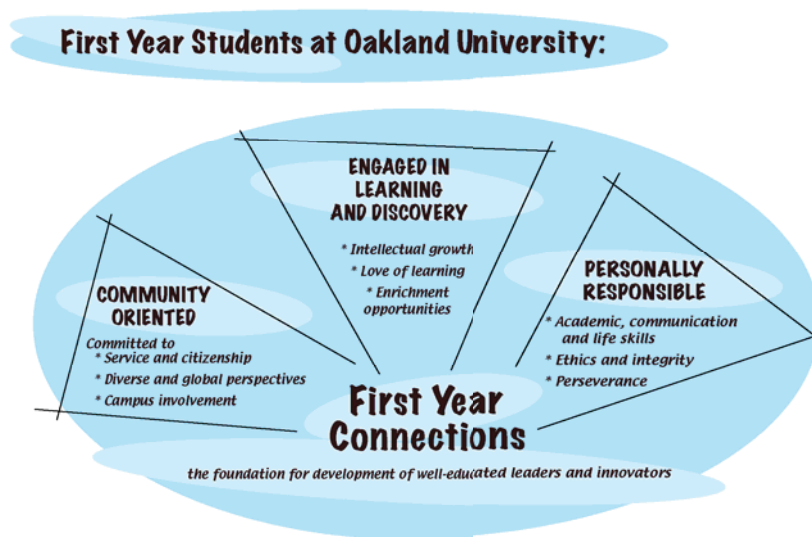 First Year Students at Oakland University:
ENGAGED IN
LEARNING
AND DISCOVERY
* Intellectual growth
* Love of learning
* Enrichment
opportunities
COMMUNITY
ORIENTED
Committed to
* Service and citizenship
* Diverse and global perspectives
* Campus involvement
PERSONALLY
RESPONSIBLE
* Academic, communication
and life skills
* Ethics and integrity
* Perseverance
First Year
Connections
the foundation for development of well-educated leaders and innovators